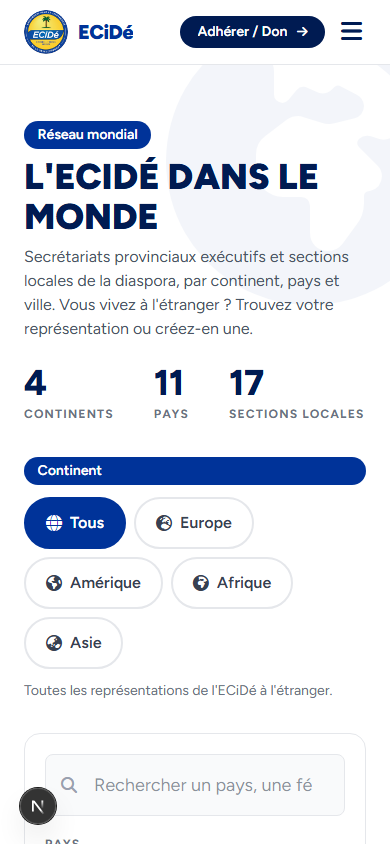 ECiDé
ECiDé
Adhérer / Don
Réseau mondial
L'ECIDÉ DANS LE
MONDE
Secrétariats provinciaux exécutifs et sections
locales de la diaspora, par continent, pays et
ville. Vous vivez à l'étranger ? Trouvez votre
représentation ou créez-en une.
4
CONTINENTS
11
PAYS
17
SECTIONS LOCALES
Continent
Tous
Europe
Amérique
Afrique
Asie
Toutes les représentations de l'ECiDé à l'étranger.
Rechercher un pays, une fé
N
PAYS